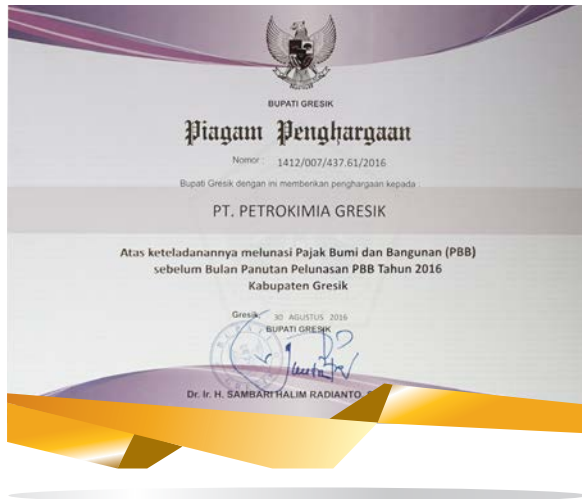 BUPATI GRESIK
Piagam Penghargaan
Nomor : 1412/007/437.61/2016
Bupati Gresik dengan ini memberikan penghargaan kepada :
PT. PETROKIMIA GRESIK
Atas keteladanannya melunasi Pajak Bumi dan Bangunan (PBB)
sebelum Bulan Panutan Pelunasan PBB Tahun 2016
Kabupaten Gresik
Gresik, 30 AGUSTUS 2016
BUPATI GRESIK
Dr. Ir. H. SAMBARI HALIM RADIANTO,